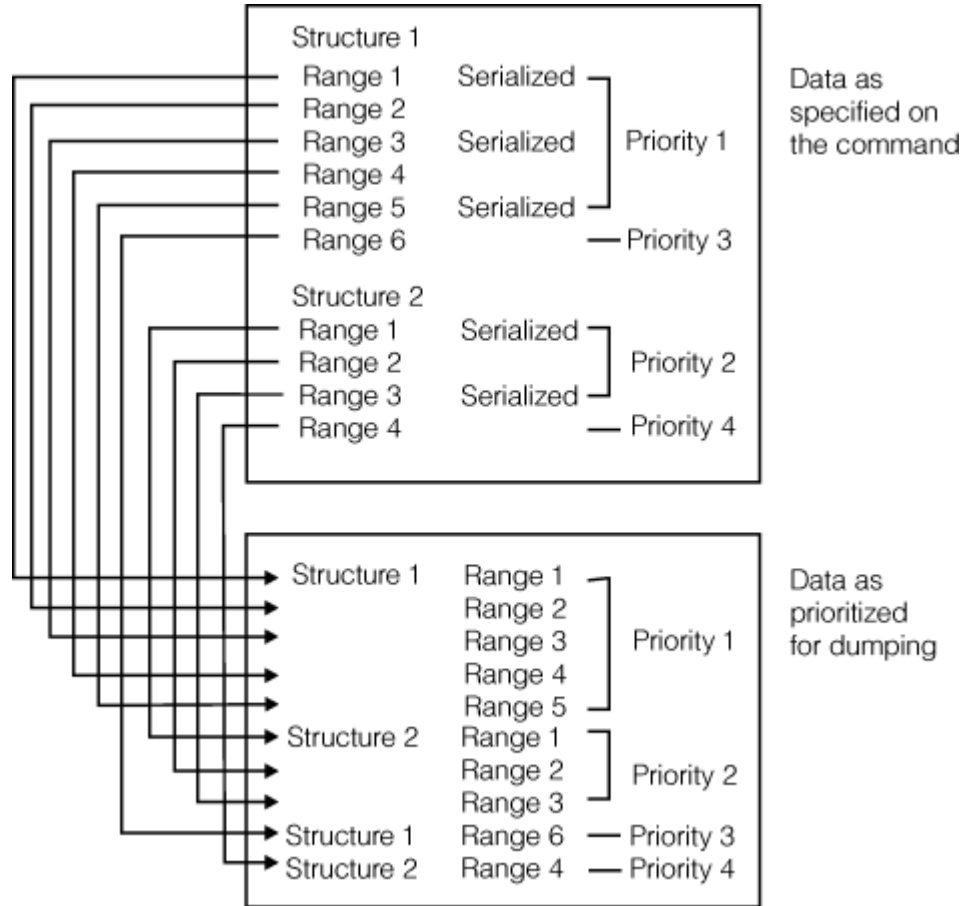 Structure 1
Range 1 Serialized
Range 2
Range 3 Serialized Priority 1
Range 4
Range 5 Serialized
Range 6 Priority 3
Structure 2
Range 1 Serialized
Range 2 Priority 2
Range 3 Serialized
Range 4 Priority 4
Data as
specified on
the command
Structure 1 Range 1
Range 2
Range 3 Priority 1
Range 4
Range 5
Structure 2 Range 1
Range 2 Priority 2
Range 3
Structure 1 Range 6 Priority 3
Structure 2 Range 4 Priority 4
Data as
prioritized
for dumping